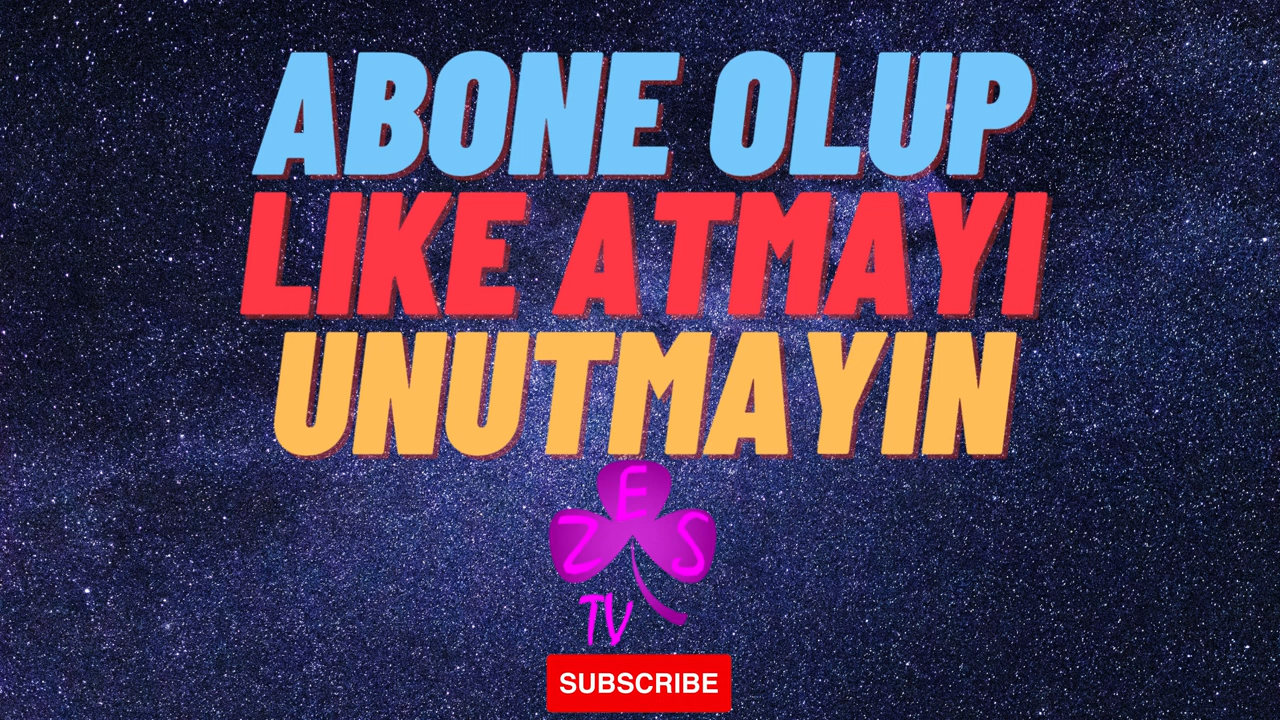 ABONE OLUP
LIKE ATMAYI
UNUTMAYIN
ZES
TV
SUBSCRIBE